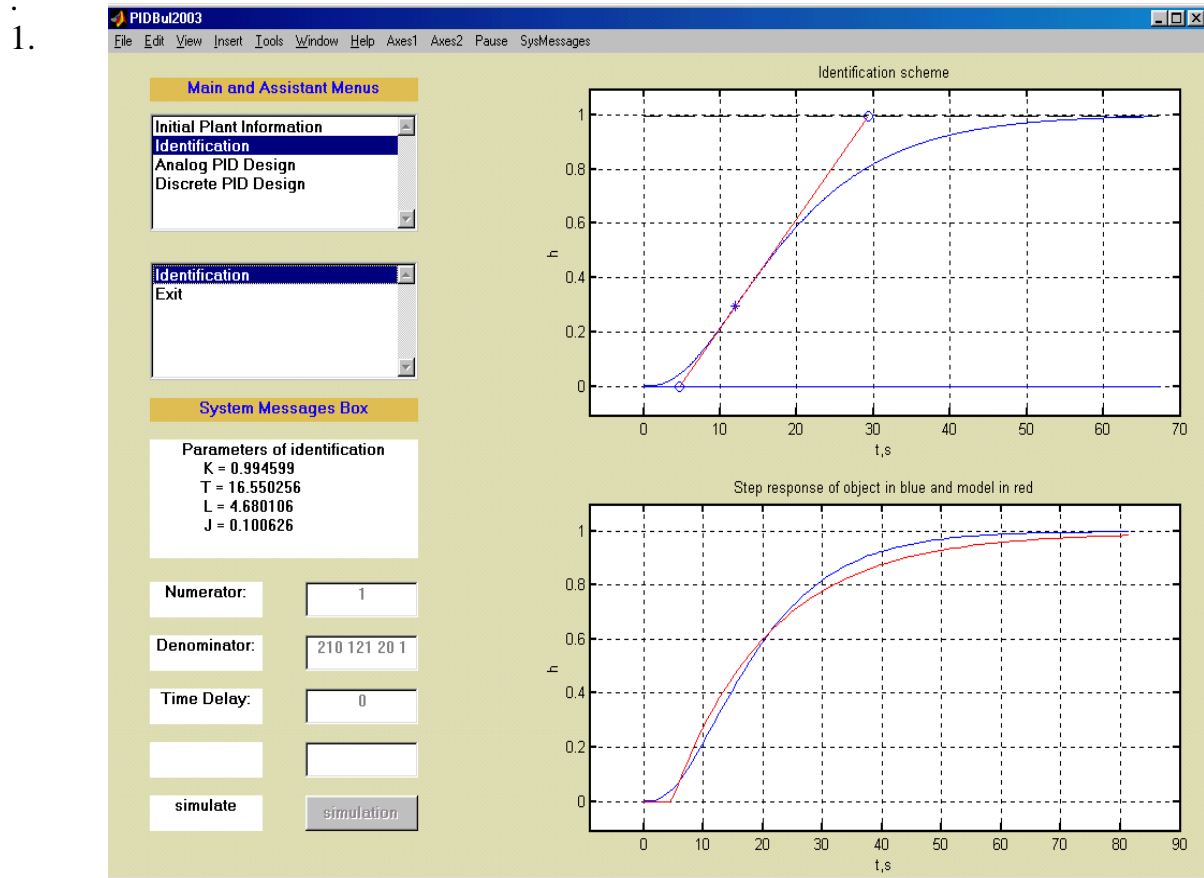 .
1.
PIDBul2003
File Edit View Insert Tools Window Help Axes1 Axes2 Pause SysMessages
Main and Assistant Menus
Initial Plant Information
Identification
Analog PID Design
Discrete PID Design
Identification
Exit
System Messages Box
Parameters of identification
K = 0.994599
T = 16.550256
L = 4.680106
J = 0.100626
Numerator: 1
Denominator: 210 121 20 1
Time Delay: 0
simulate simulation
Identification scheme
1
0.8
0.6
0.4
0.2
0
h
0 10 20 30 40 50 60 70
t,s
Step response of object in blue and model in red
1
0.8
0.6
0.4
0.2
0
h
0 10 20 30 40 50 60 70 80 90
t,s